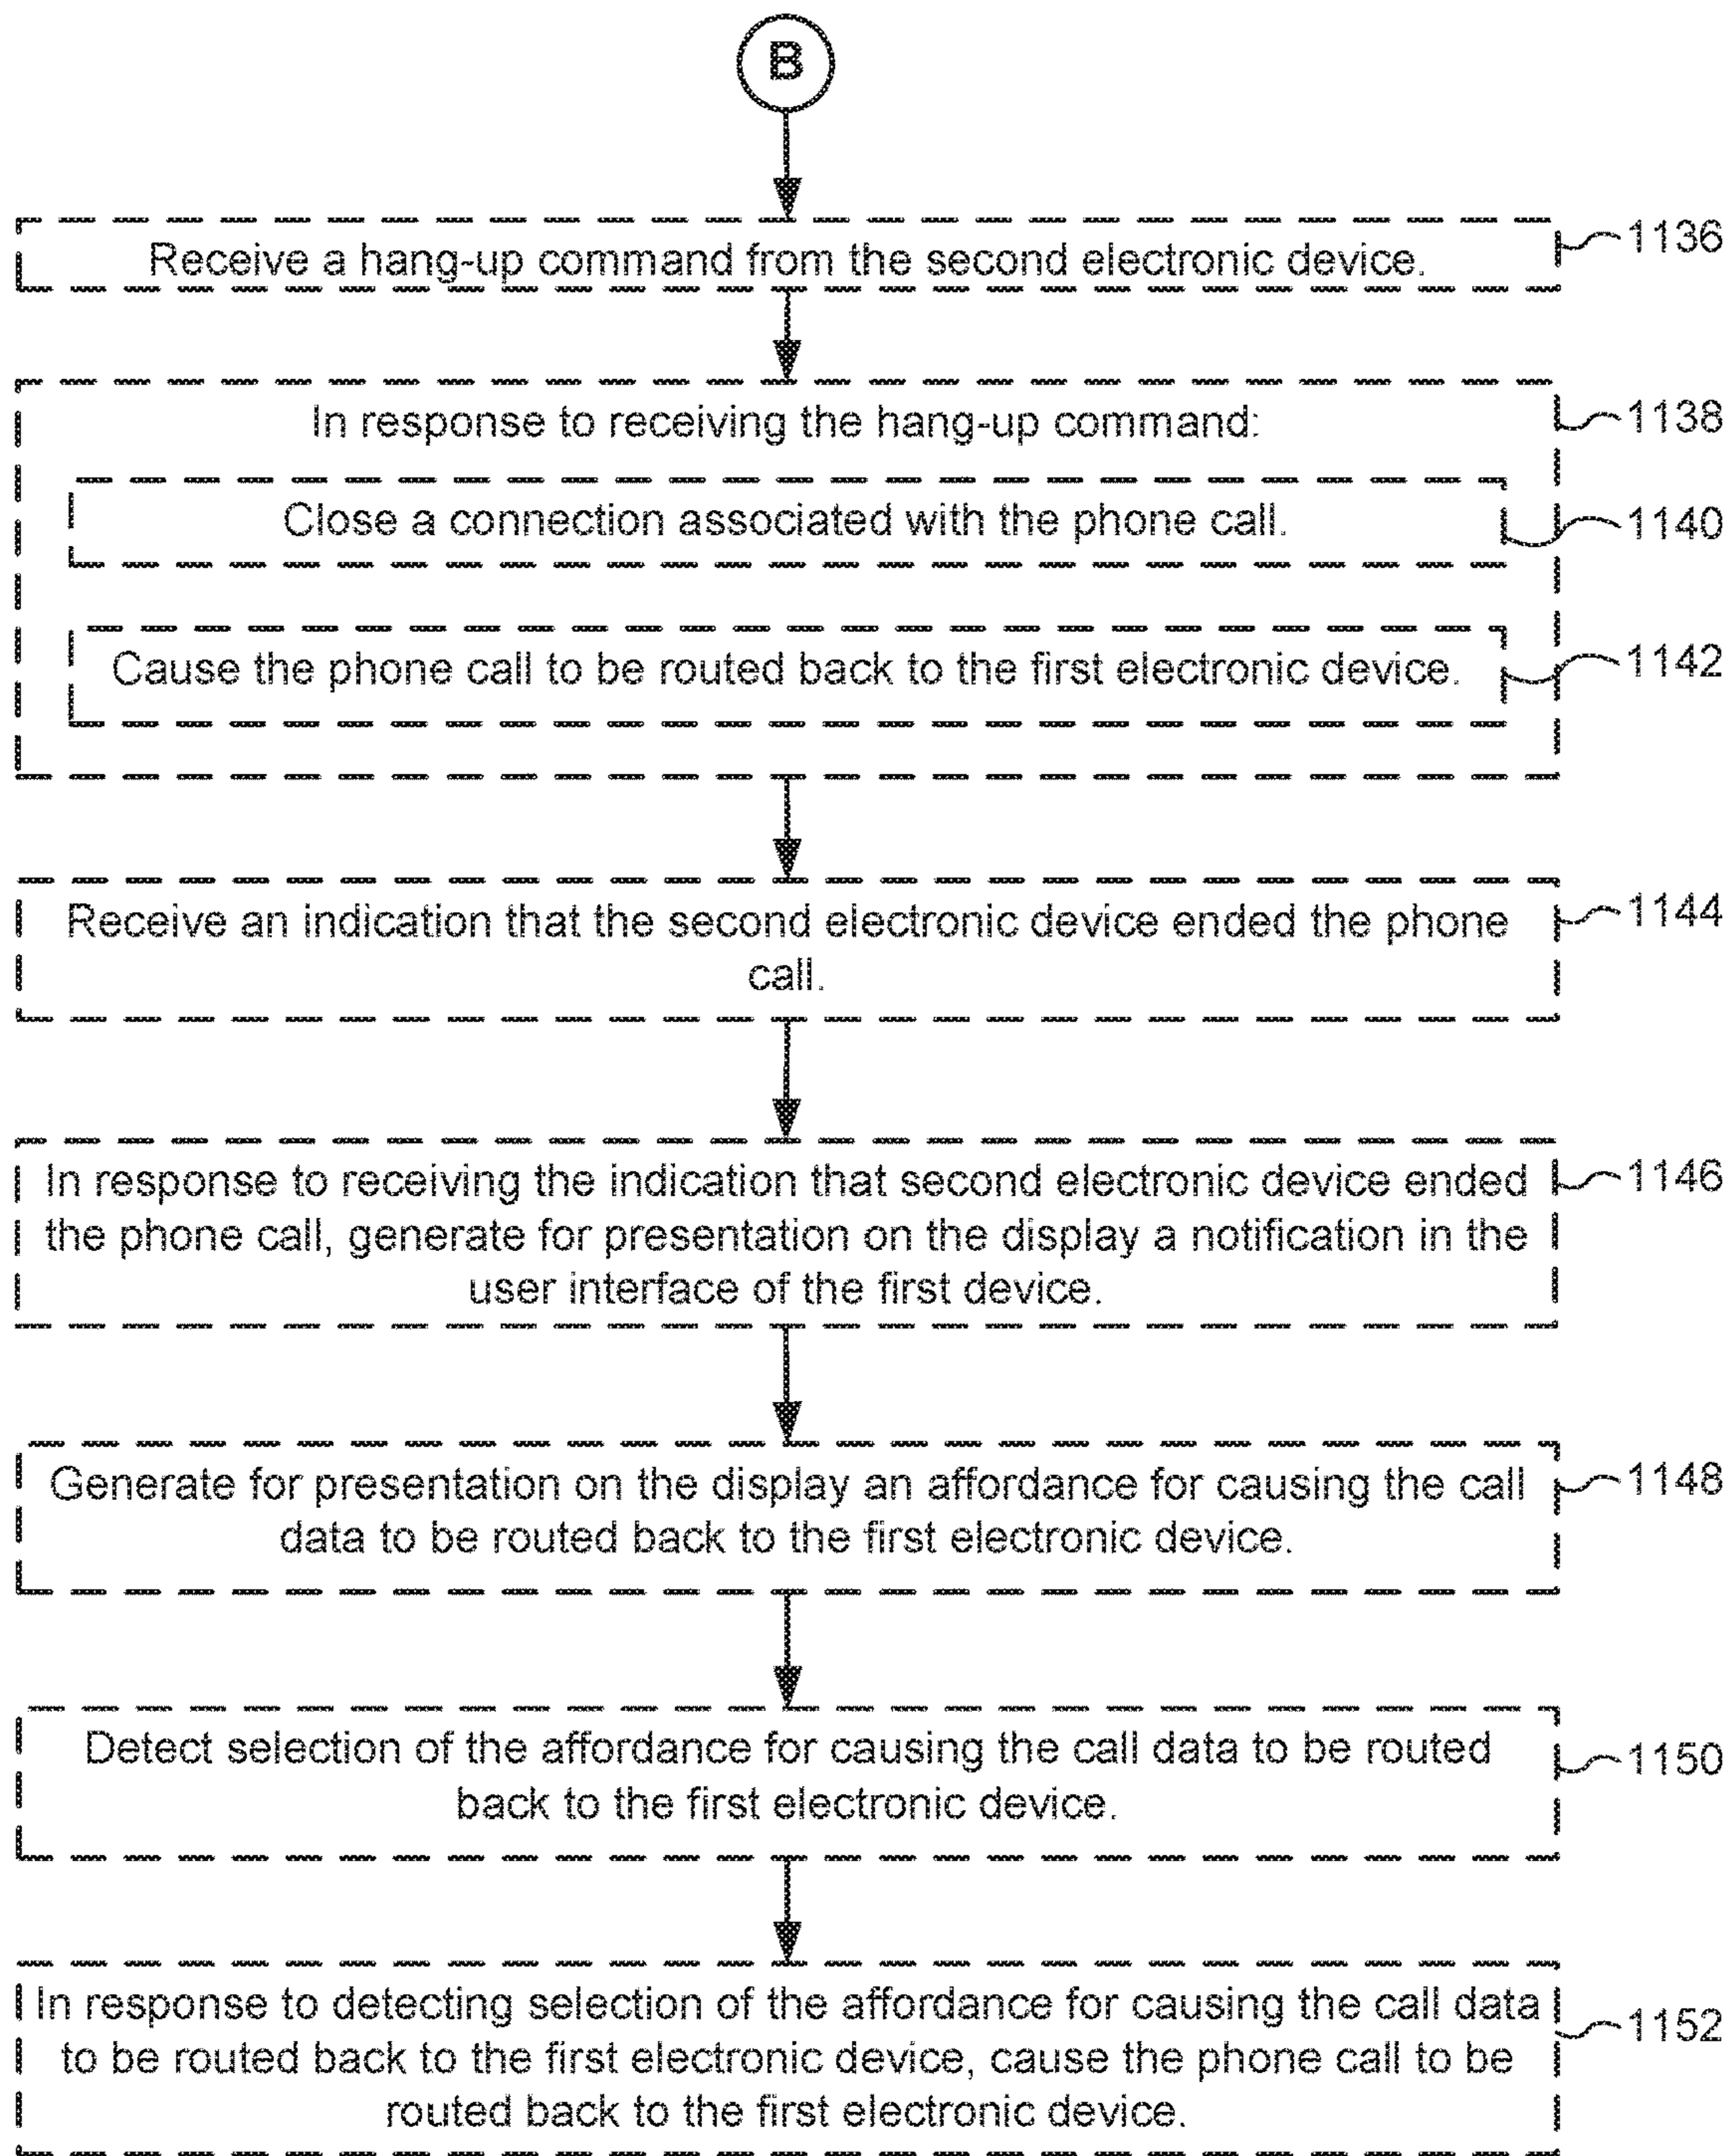 B
Receive a hang-up command from the second electronic device.
1136
In response to receiving the hang-up command:
1138
Close a connection associated with the phone call.
1140
Cause the phone call to be routed back to the first electronic device.
1142
Receive an indication that the second electronic device ended the phone
call.
1144
In response to receiving the indication that second electronic device ended
the phone call, generate for presentation on the display a notification in the
user interface of the first device.
1146
Generate for presentation on the display an affordance for causing the call
data to be routed back to the first electronic device.
1148
Detect selection of the affordance for causing the call data to be routed
back to the first electronic device.
1150
In response to detecting selection of the affordance for causing the call data
to be routed back to the first electronic device, cause the phone call to be
routed back to the first electronic device.
1152